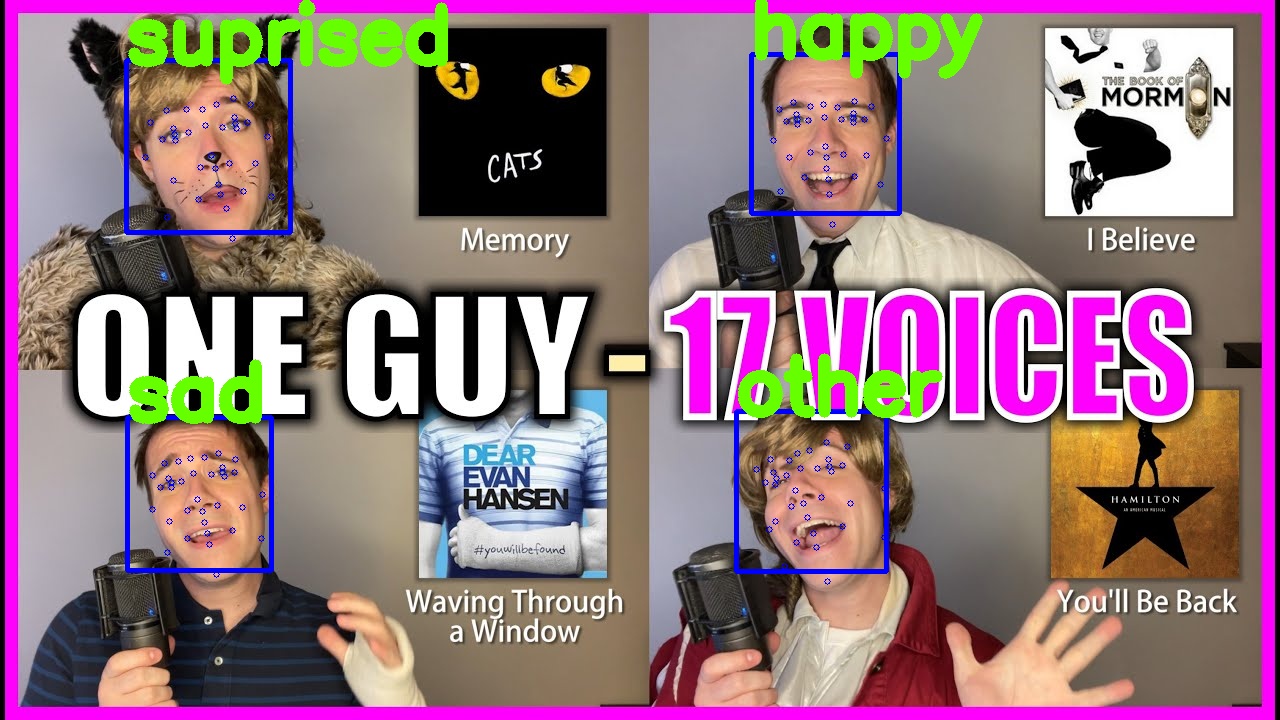 suprised
happy
CATS
THE BOOK OF
MORMON
Memory
I Believe
ONE GUY - 17 VOICES
sad
other
DEAR
EVAN
HANSEN
#youwillbefound
HAMILTON
AN AMERICAN MUSICAL
Waving Through
a Window
You'll Be Back